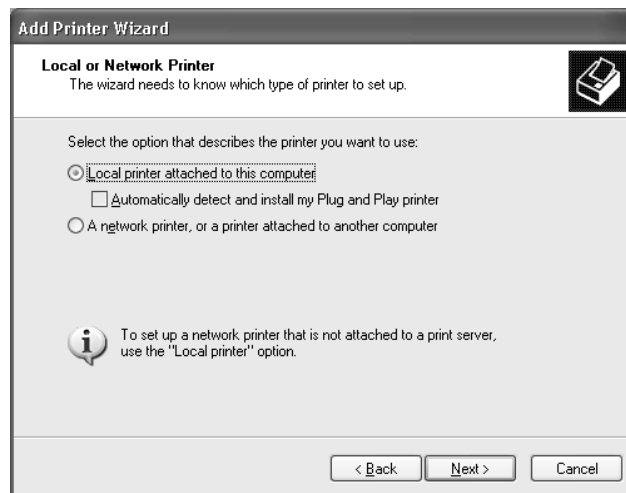 Add Printer Wizard
Local or Network Printer
The wizard needs to know which type of printer to set up.
Select the option that describes the printer you want to use:
Local printer attached to this computer
Automatically detect and install my Plug and Play printer
A network printer, or a printer attached to another computer
To set up a network printer that is not attached to a print server,
use the "Local printer" option.
< Back
Next >
Cancel